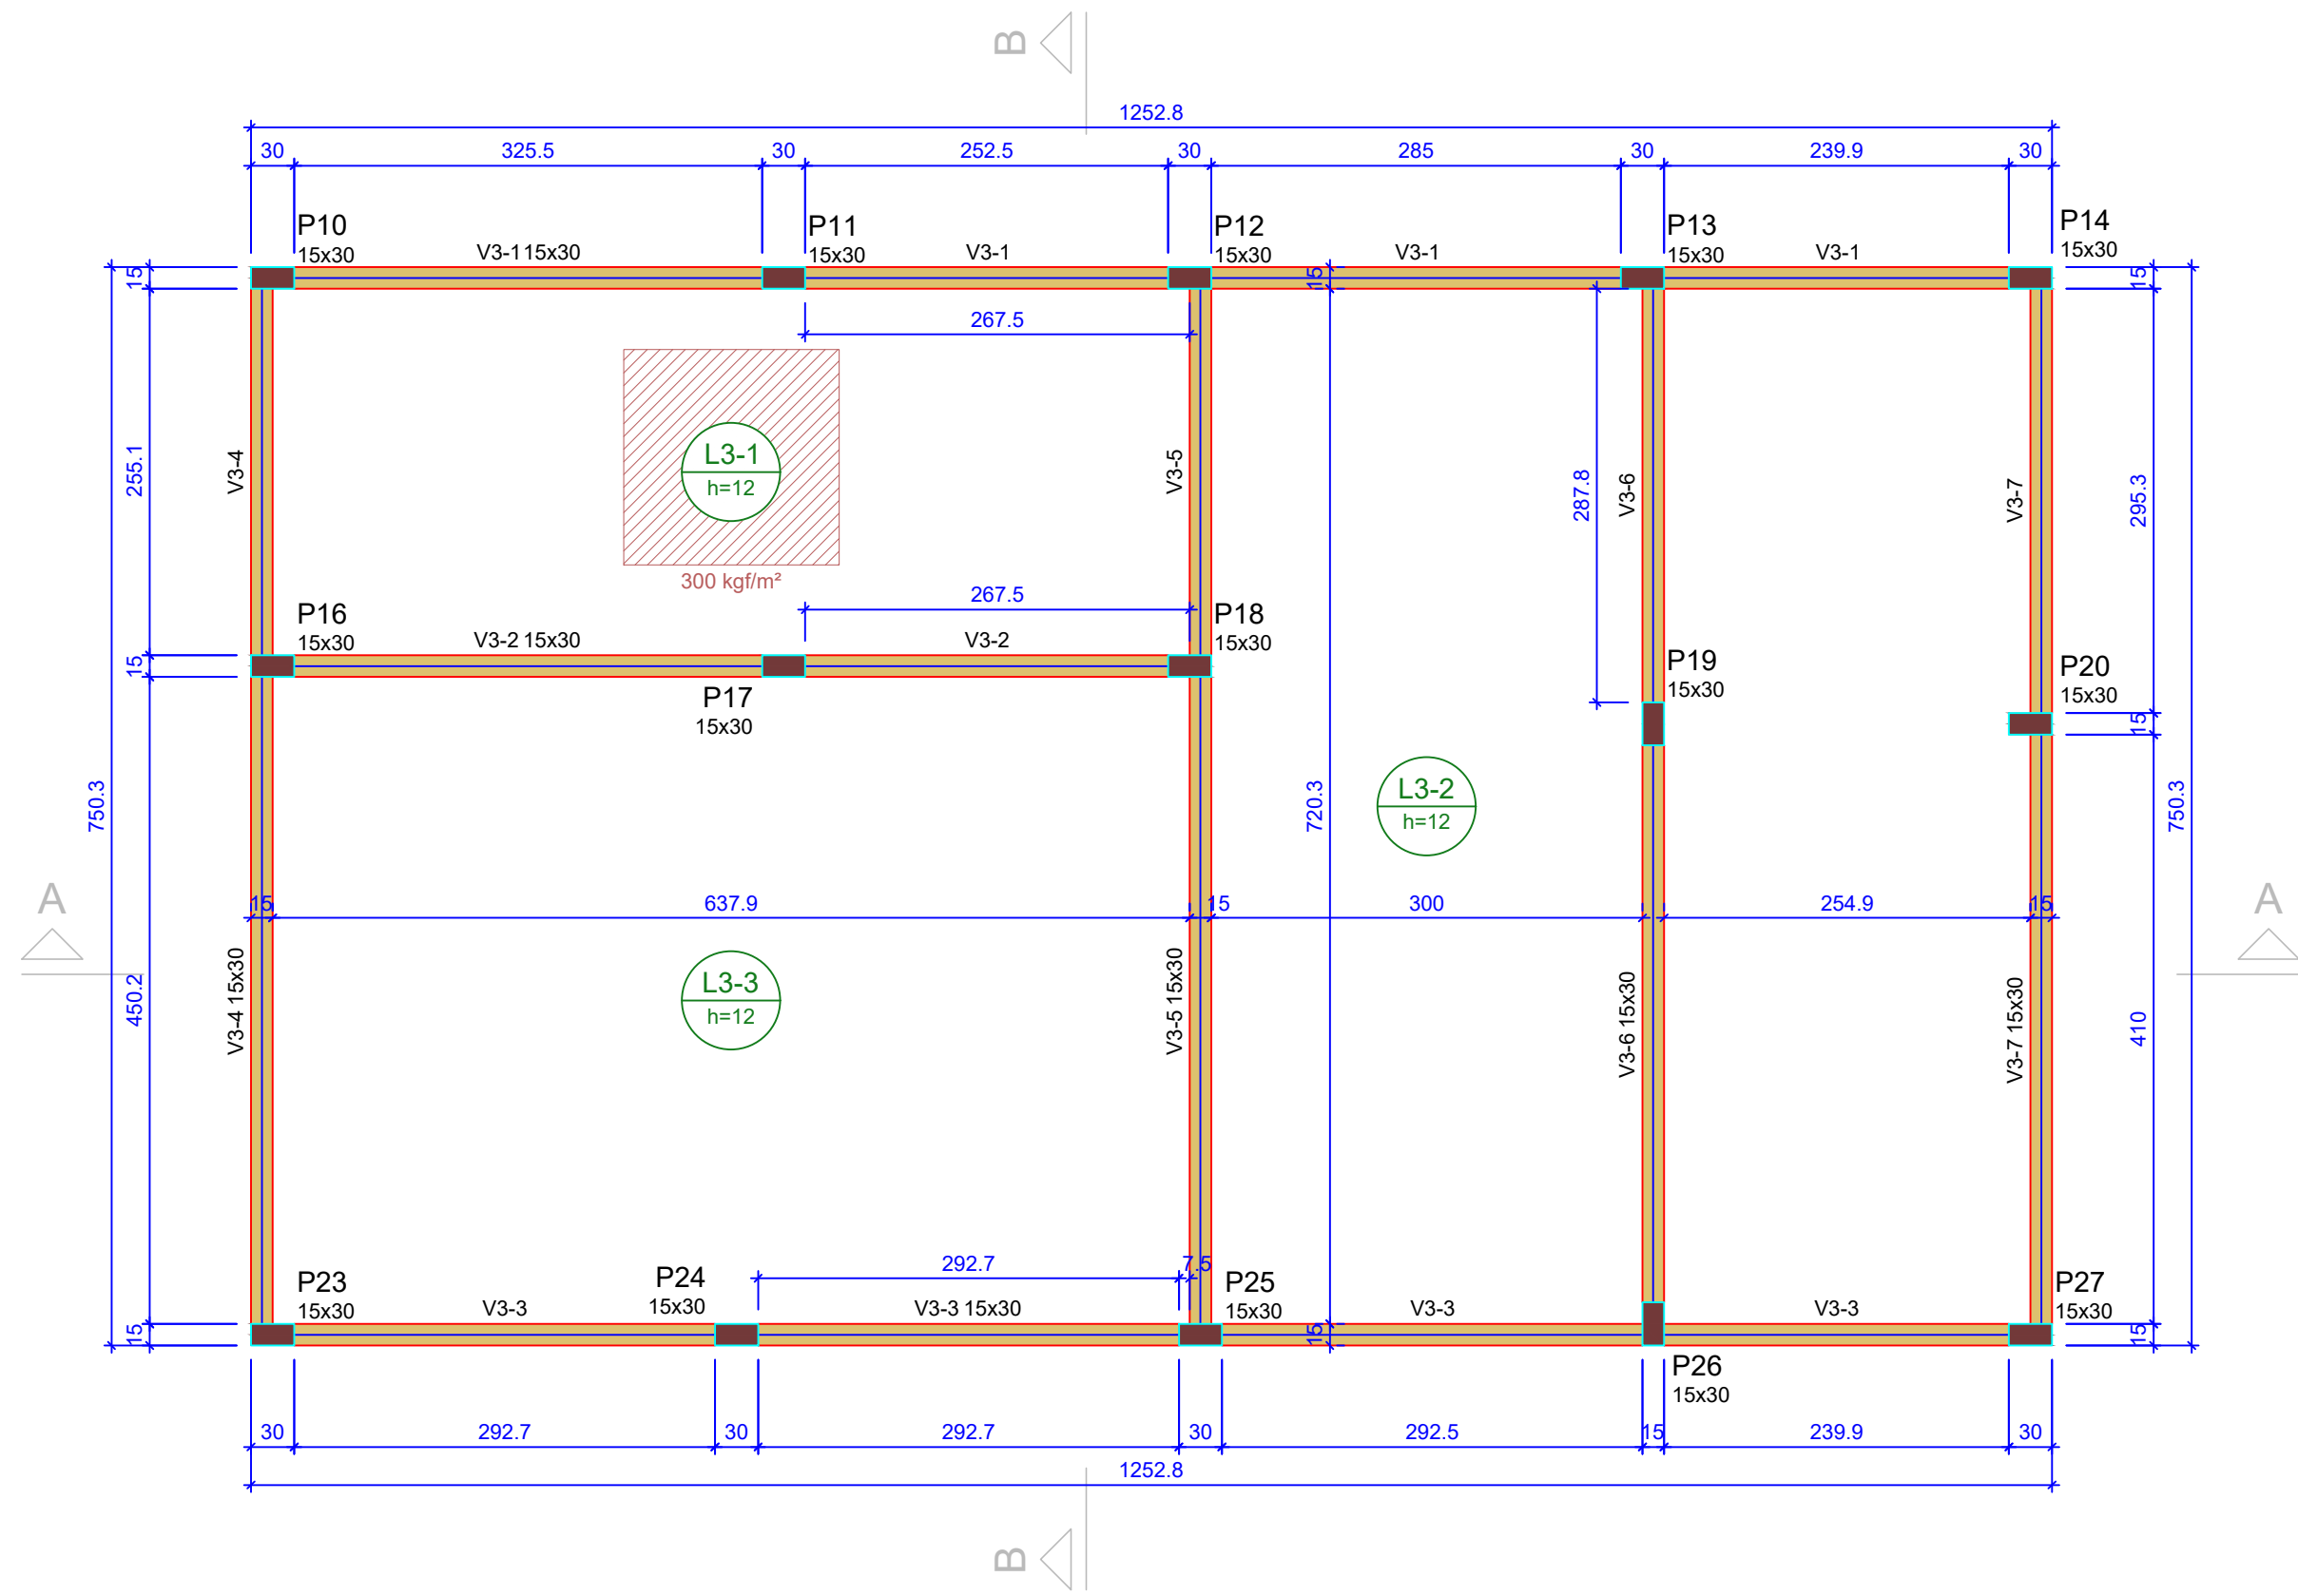 B
1252.8
30 325.5 30 252.5 30 285 30 239.9 30
P10
15x30
V3-1 15x30
P11
15x30
V3-1
P12
15x30
V3-1
P13
15x30
V3-1
P14
15x30
15
15
15
267.5
L3-1
h=12
300 kgf/m²
V3-4
V3-5
V3-6
V3-7
255.1
287.8
295.3
267.5
P16
15x30
V3-2 15x30
V3-2
P18
15x30
P17
15x30
P19
15x30
P20
15x30
15
15
750.3
720.3
750.3
L3-2
h=12
A
A
15 637.9 15 300 254.9 15
L3-3
h=12
V3-4 15x30
V3-5 15x30
V3-6 15x30
V3-7 15x30
450.2
410
292.7 7.5
P23
15x30
V3-3
P24
15x30
V3-3 15x30
P25
15x30
V3-3
V3-3
P27
15x30
15
15
15
P26
15x30
30 292.7 30 292.7 30 292.5 15 239.9 30
1252.8
B